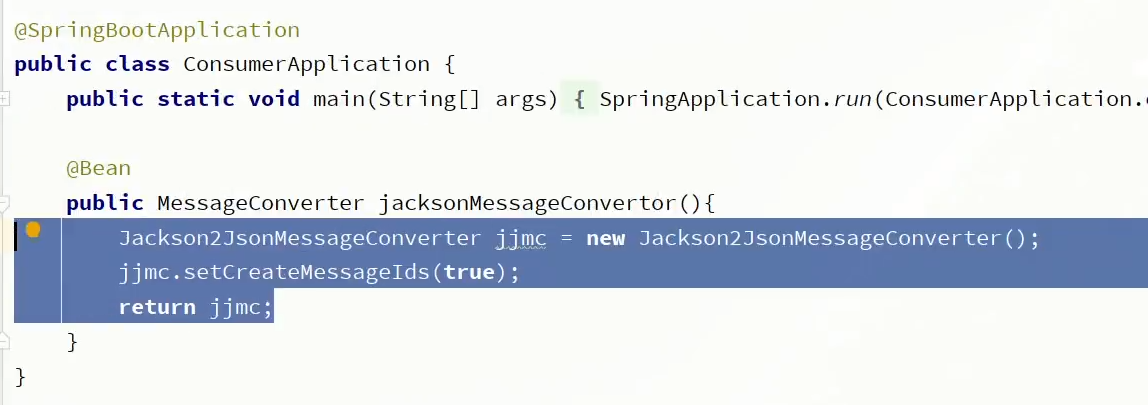 @SpringBootApplication
public class ConsumerApplication {
public static void main(String[] args) { SpringApplication.run(ConsumerApplication.
@Bean
public MessageConverter jacksonMessageConvertor(){
Jackson2JsonMessageConverter jjmc = new Jackson2JsonMessageConverter();
jjmc.setCreateMessageIds(true);
return jjmc;
}
}